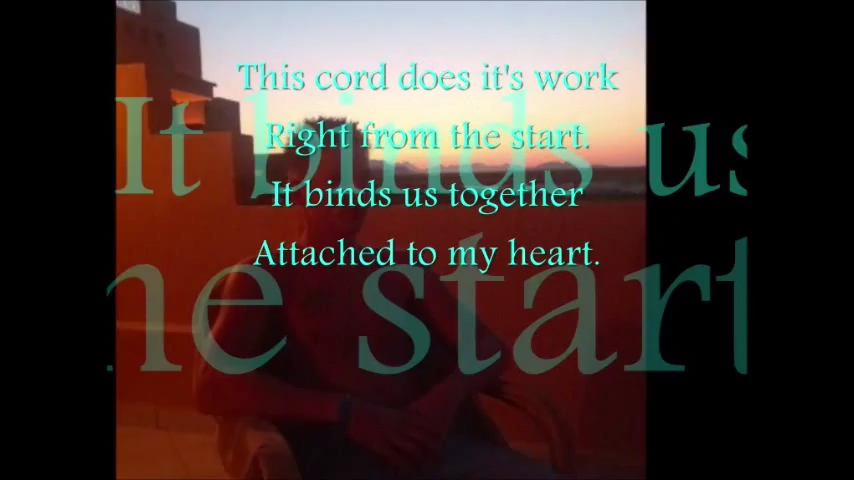 This cord does it's work
Right from the start.
It binds us together
Attached to my heart.
It binds us
he start